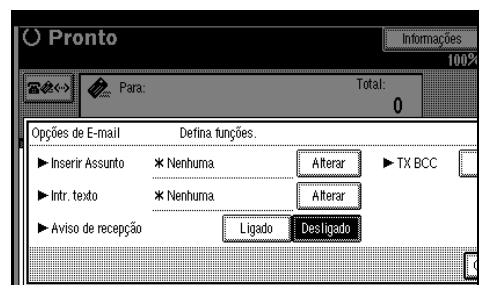 Pronto
Informações
100%
Para:
Total:
0
Opções de E-mail Defina funções.
Inserir Assunto * Nenhuma Alterar TX BCC
Intr. texto * Nenhuma Alterar
Aviso de recepção Ligado Desligado